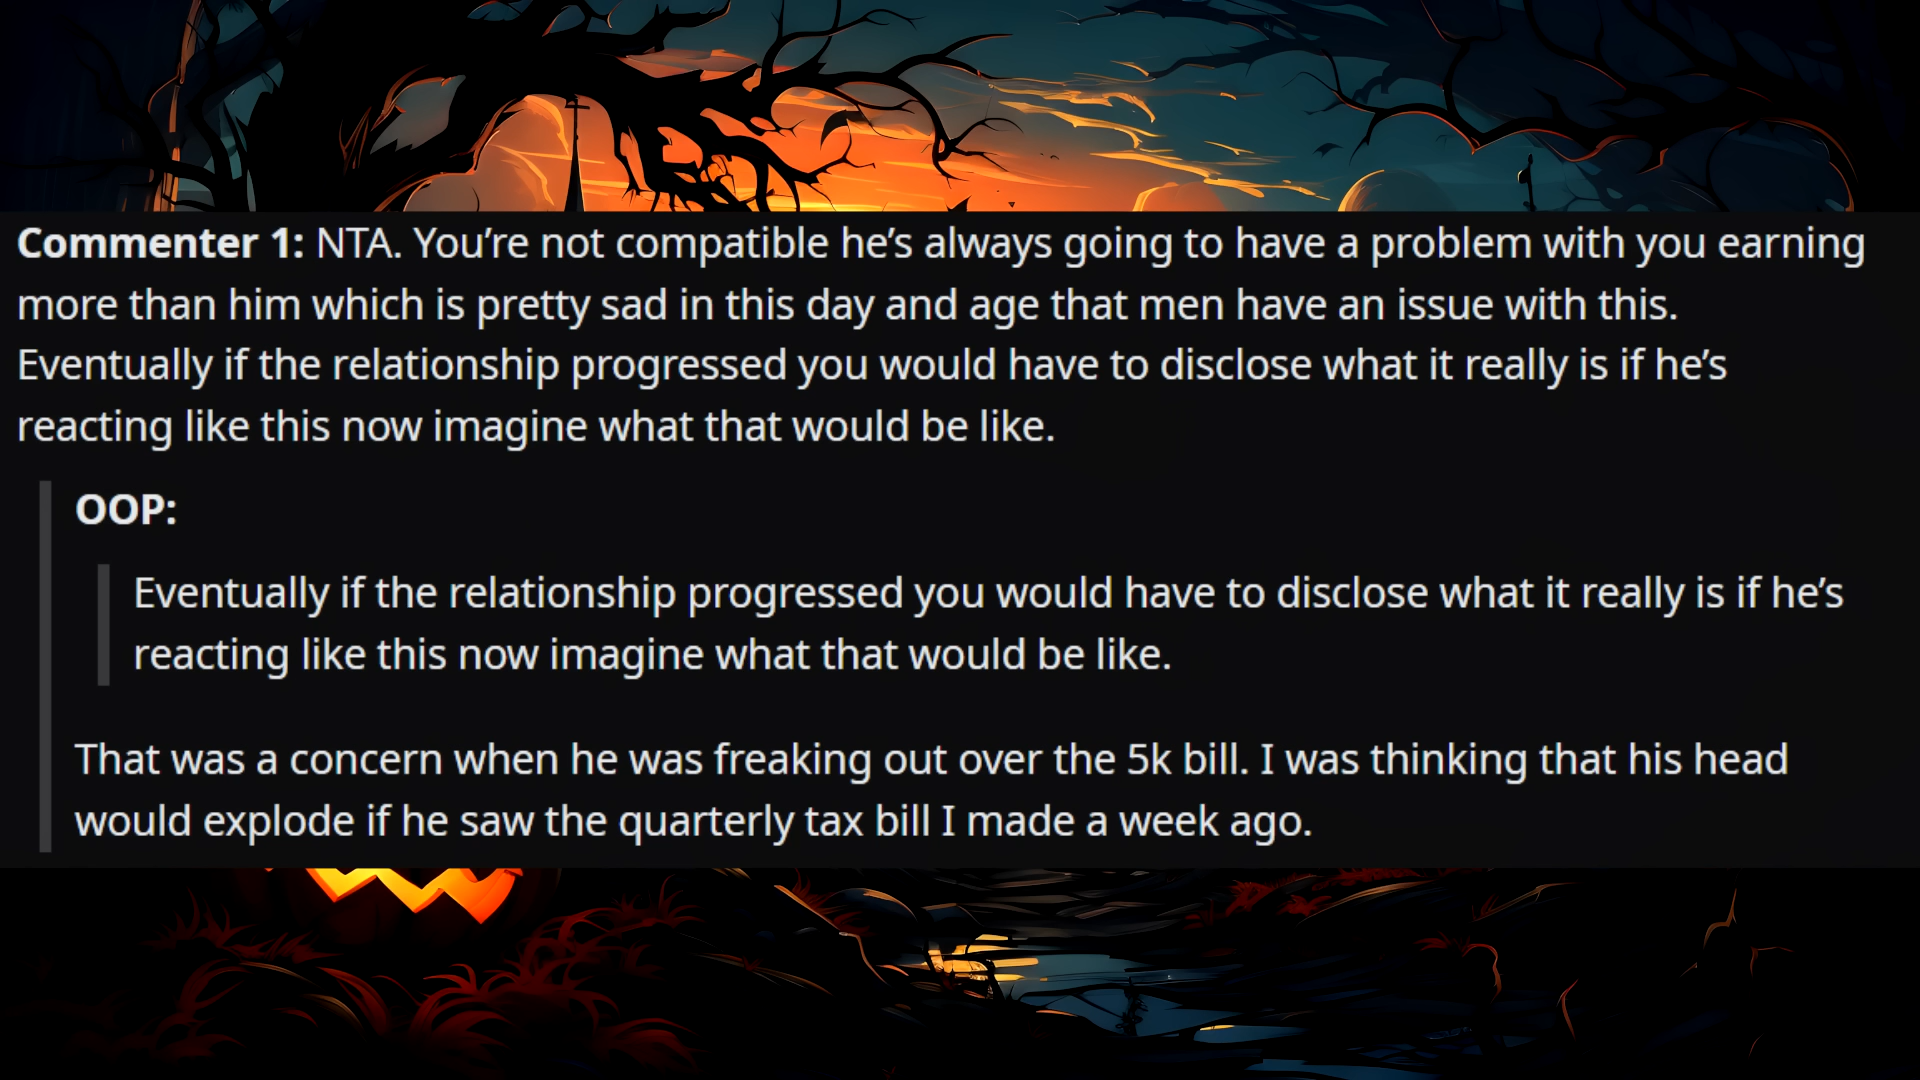 Commenter 1: NTA. You’re not compatible he’s always going to have a problem with you earning
more than him which is pretty sad in this day and age that men have an issue with this.
Eventually if the relationship progressed you would have to disclose what it really is if he’s
reacting like this now imagine what that would be like.
OOP:
Eventually if the relationship progressed you would have to disclose what it really is if he’s
reacting like this now imagine what that would be like.
That was a concern when he was freaking out over the 5k bill. I was thinking that his head
would explode if he saw the quarterly tax bill I made a week ago.